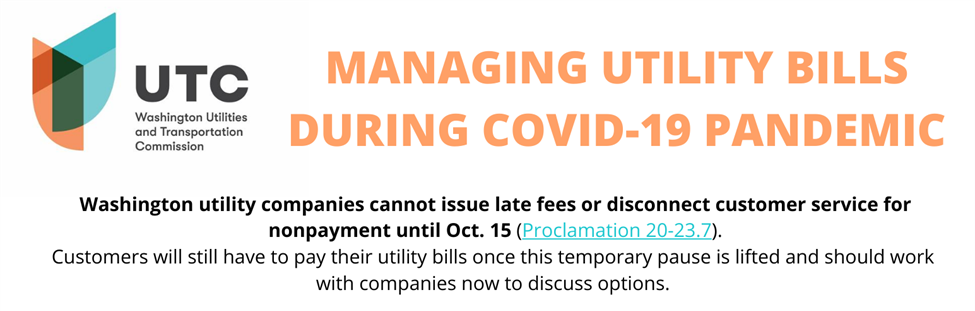 UTC
Washington Utilities
and Transportation
Commission
MANAGING UTILITY BILLS
DURING COVID-19 PANDEMIC
Washington utility companies cannot issue late fees or disconnect customer service for
nonpayment until Oct. 15 (Proclamation 20-23.7).
Customers will still have to pay their utility bills once this temporary pause is lifted and should work
with companies now to discuss options.